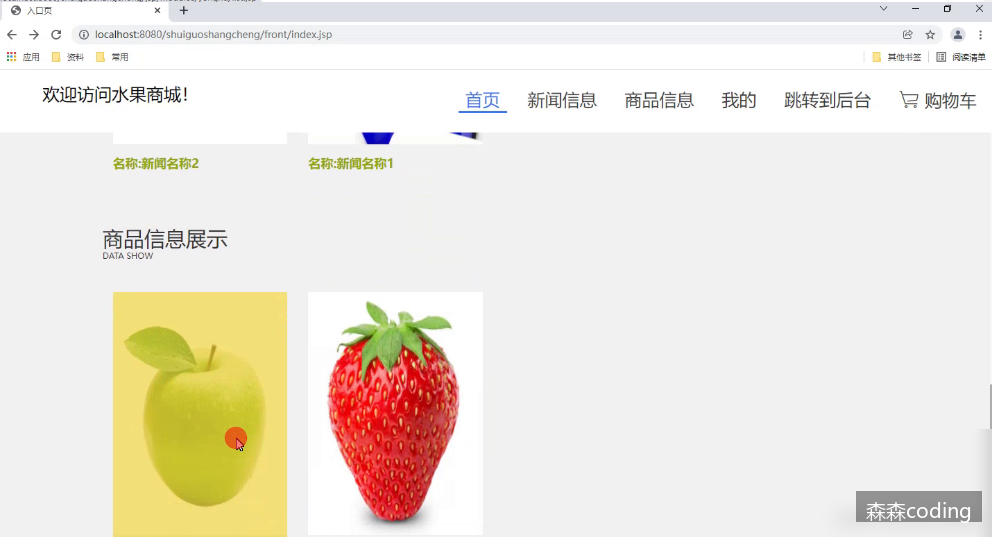 入口页
localhost:8080/shuiguoshangcheng/front/index.jsp
应用 资料 常用 其他书签 阅读清单
欢迎访问水果商城！
首页 新闻信息 商品信息 我的 跳转到后台 购物车
名称:新闻名称2 名称:新闻名称1
商品信息展示
DATA SHOW
森森coding